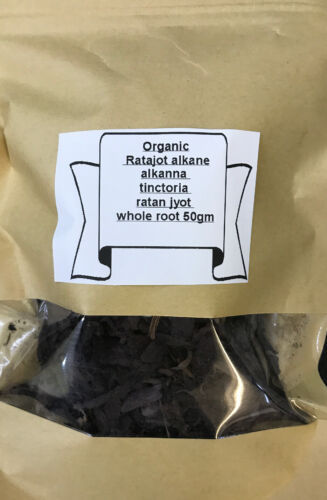 Organic
Ratajot alkane
alkanna
tinctoria
ratan jyot
whole root 50gm